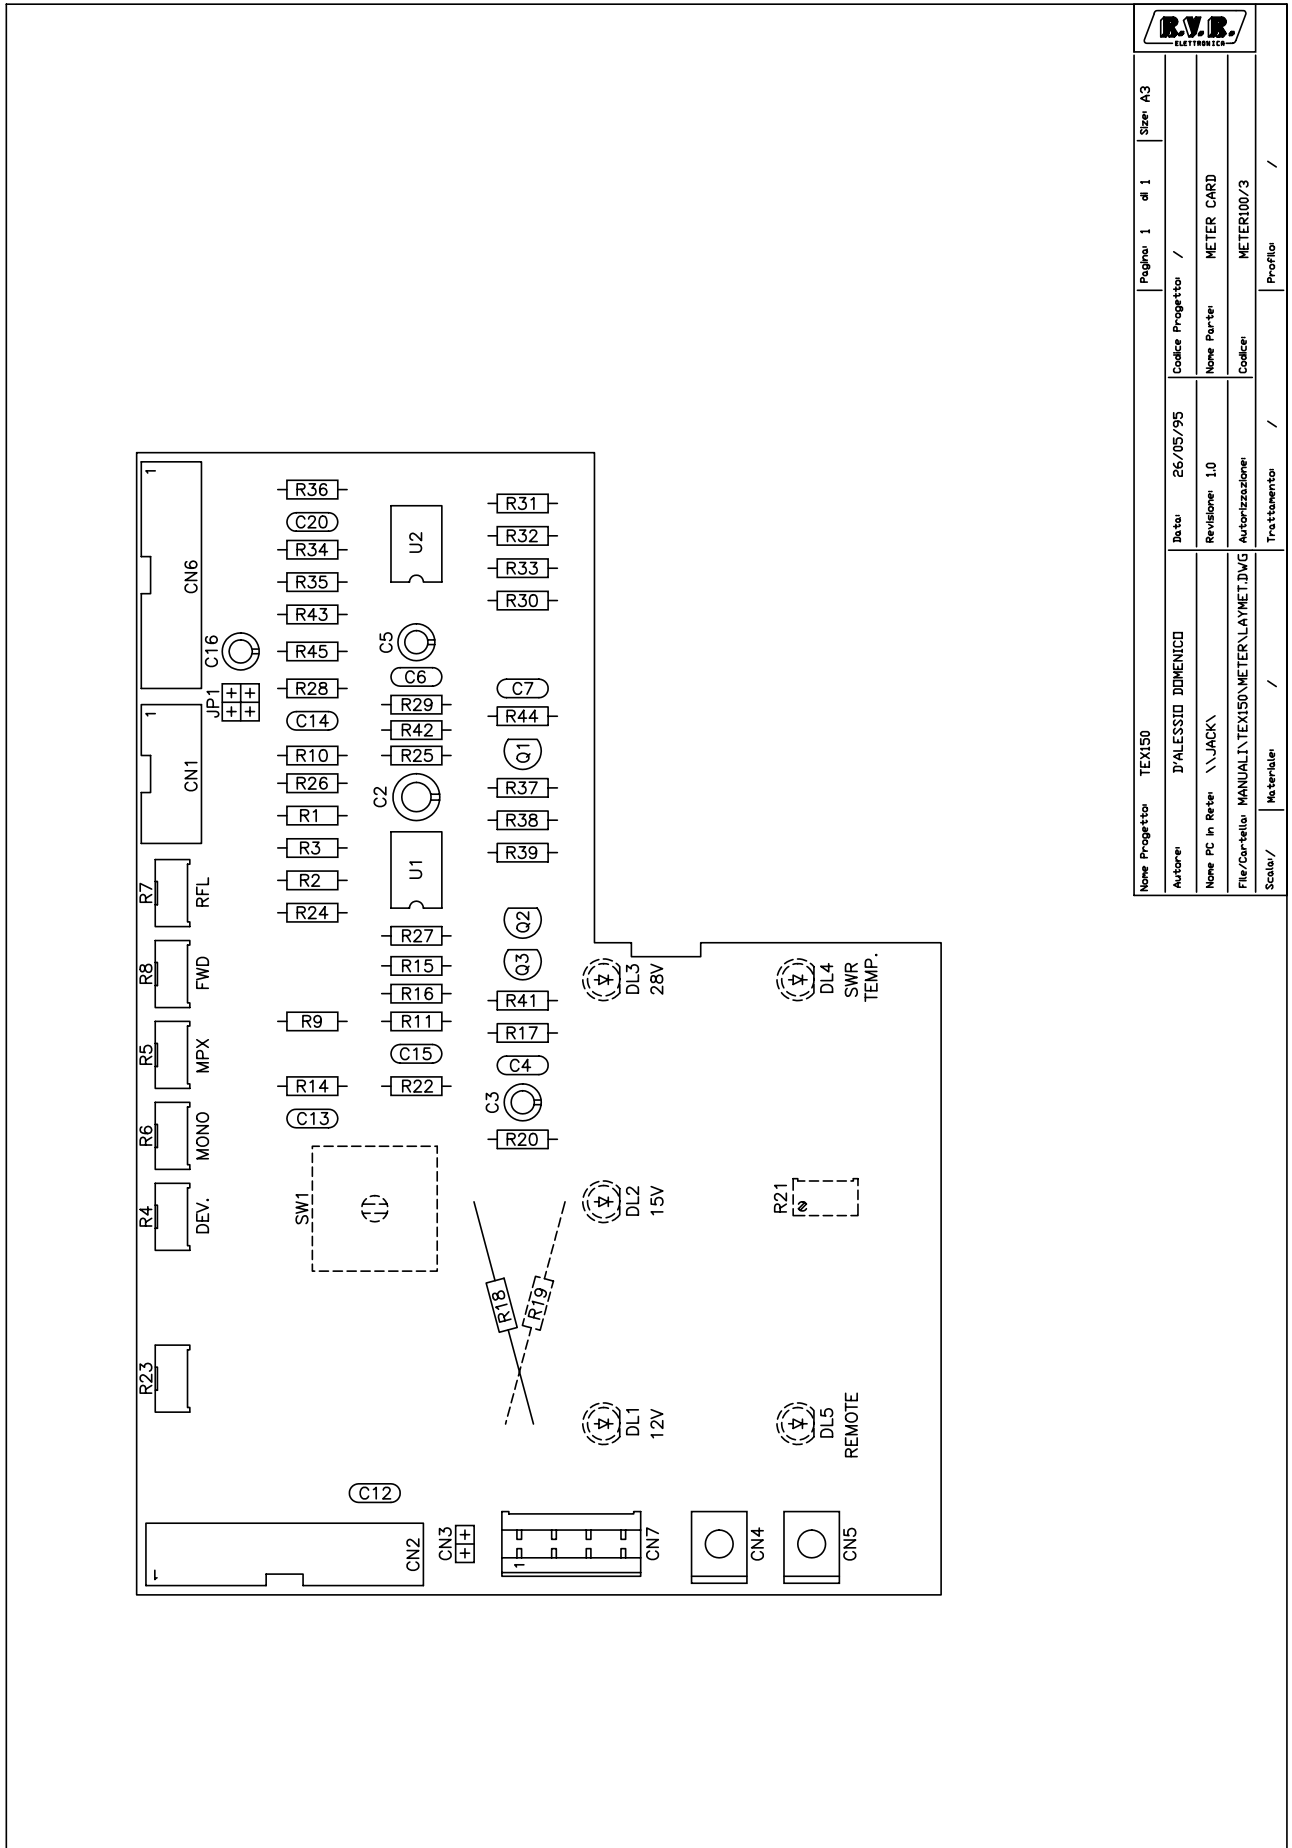 R.V.R.
ELETTRONICA
Nome Progetto: TEX150
Pagina: 1 di 1
Size: A3
Autore: D'ALESSIO DOMENICO
Data: 26/05/95
Codice Progetto: /
Nome PC in Rete: \\JACK\
Revisione: 1.0
Nome Parte: METER CARD
File/Cartella: MANUALI\TEX150\METER\LAYMET.DWG
Autorizzazione:
Codice: METER100/3
Scala: /
Materiale: /
Trattamento: /
Profilo: /
1
CN6
C16
JP1
1
CN1
R7
RFL
R8
FWD
R5
MPX
R6
MONO
R4
DEV.
R23
R36
C20
R34
R35
R43
R45
R28
C14
R10
R26
R1
R3
R2
R24
R9
R14
C13
SW1
C12
U2
C5
C6
R29
R42
R25
C2
U1
R27
R15
R16
R11
C15
R22
R31
R32
R33
R30
C7
R44
Q1
R37
R38
R39
Q2
Q3
R41
R17
C4
C3
R20
R18
R19
DL3
28V
DL4
SWR
TEMP.
DL2
15V
R21
DL1
12V
DL5
REMOTE
1
CN2
CN3
1
CN7
CN4
CN5